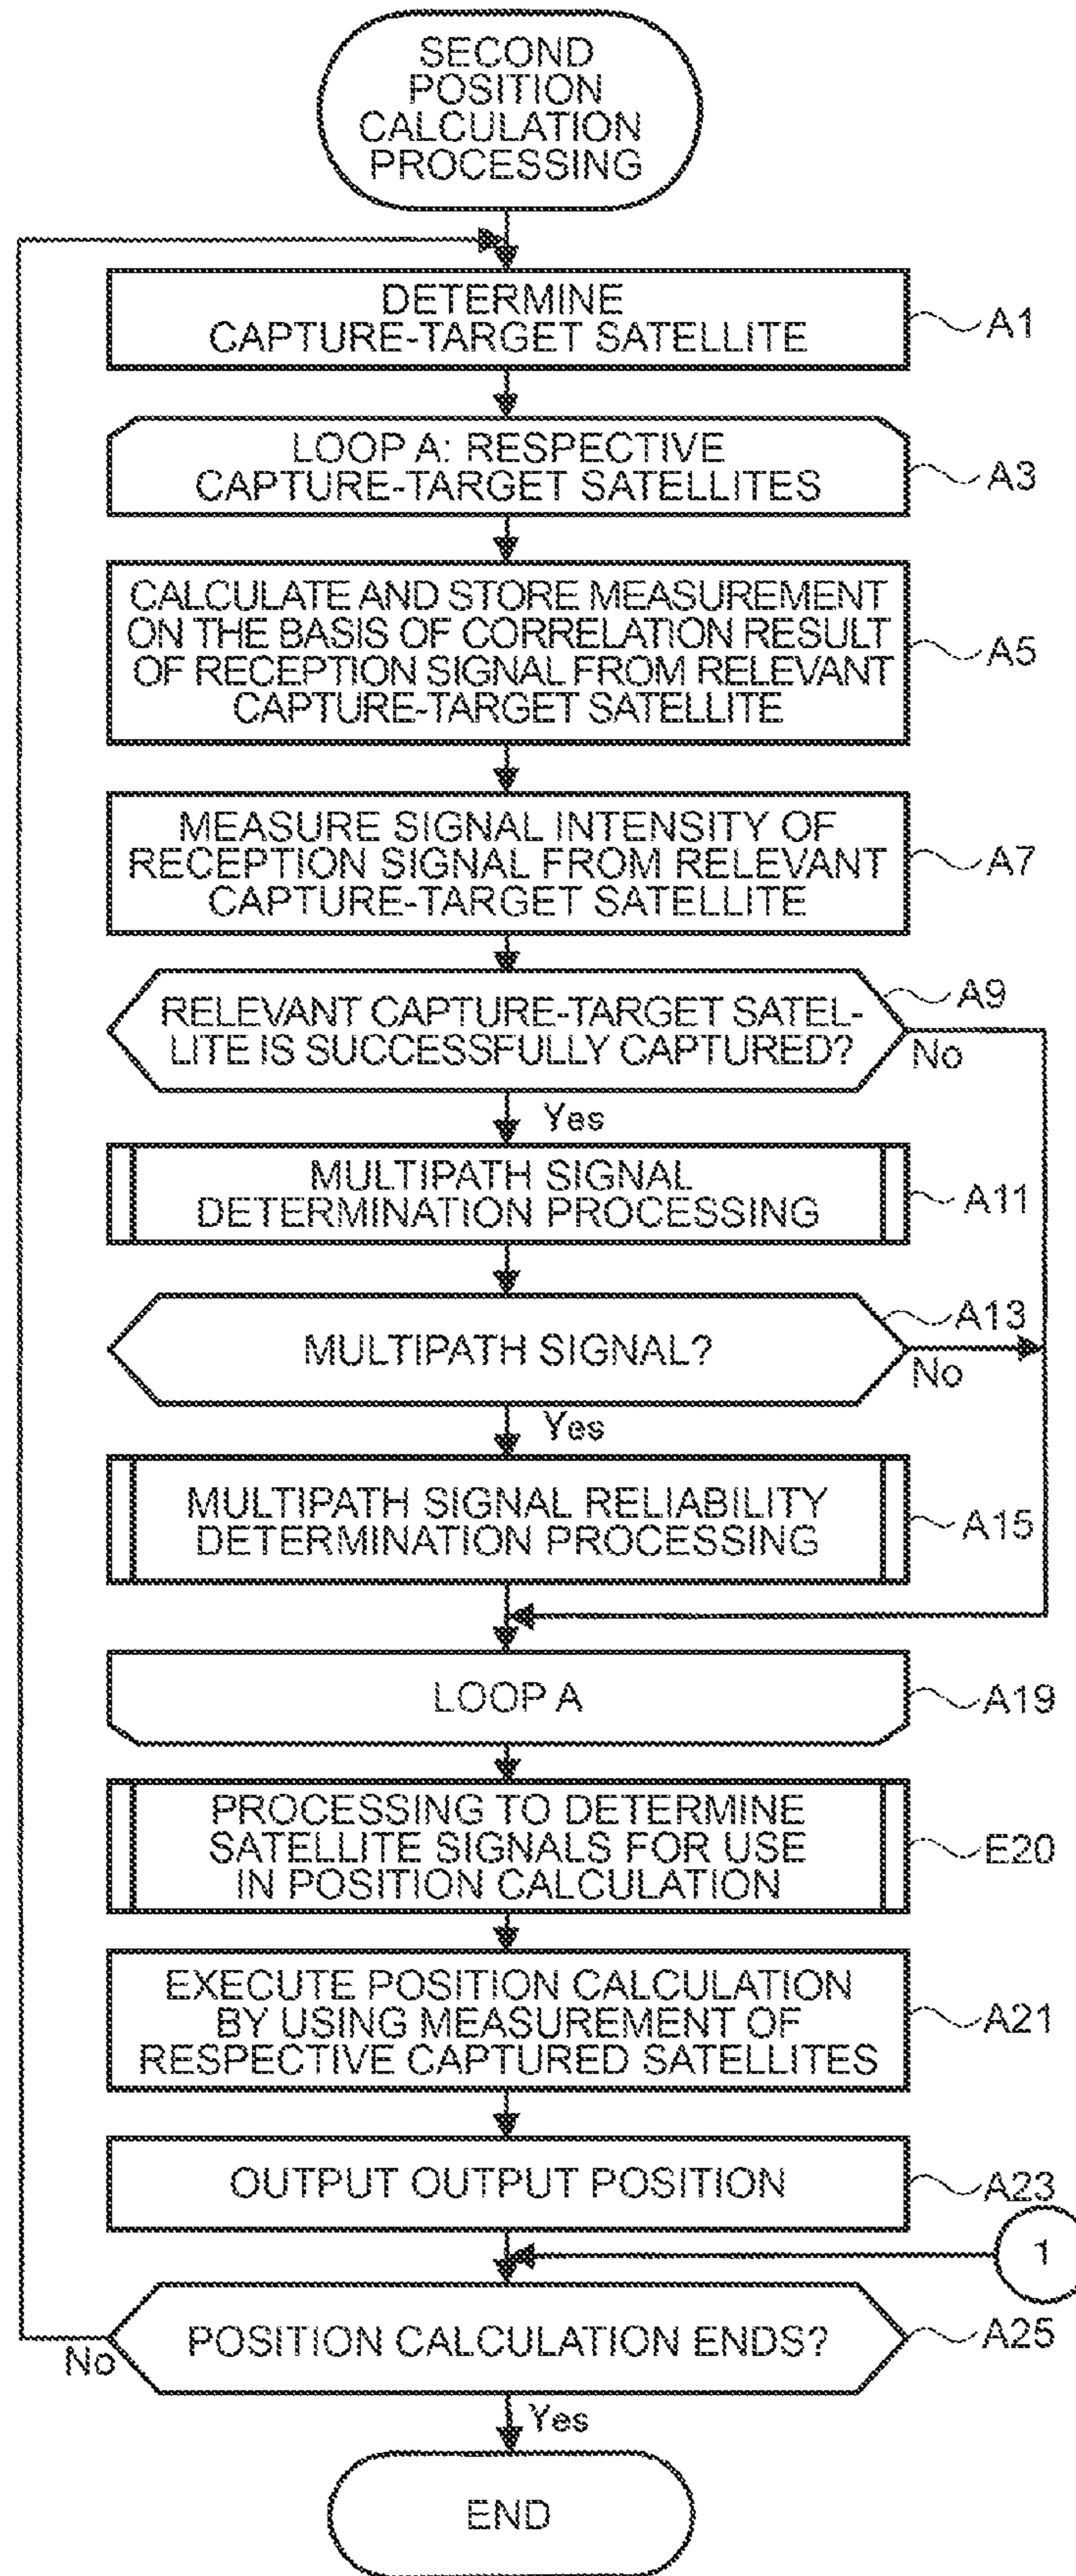 SECOND
POSITION
CALCULATION
PROCESSING
DETERMINE
CAPTURE-TARGET SATELLITE
A1
LOOP A: RESPECTIVE
CAPTURE-TARGET SATELLITES
A3
CALCULATE AND STORE MEASUREMENT
ON THE BASIS OF CORRELATION RESULT
OF RECEPTION SIGNAL FROM RELEVANT
CAPTURE-TARGET SATELLITE
A5
MEASURE SIGNAL INTENSITY OF
RECEPTION SIGNAL FROM RELEVANT
CAPTURE-TARGET SATELLITE
A7
RELEVANT CAPTURE-TARGET SATEL-
LITE IS SUCCESSFULLY CAPTURED?
A9
No
Yes
MULTIPATH SIGNAL
DETERMINATION PROCESSING
A11
MULTIPATH SIGNAL?
A13
No
Yes
MULTIPATH SIGNAL RELIABILITY
DETERMINATION PROCESSING
A15
LOOP A
A19
PROCESSING TO DETERMINE
SATELLITE SIGNALS FOR USE
IN POSITION CALCULATION
E20
EXECUTE POSITION CALCULATION
BY USING MEASUREMENT OF
RESPECTIVE CAPTURED SATELLITES
A21
OUTPUT OUTPUT POSITION
A23
1
POSITION CALCULATION ENDS?
A25
No
Yes
END